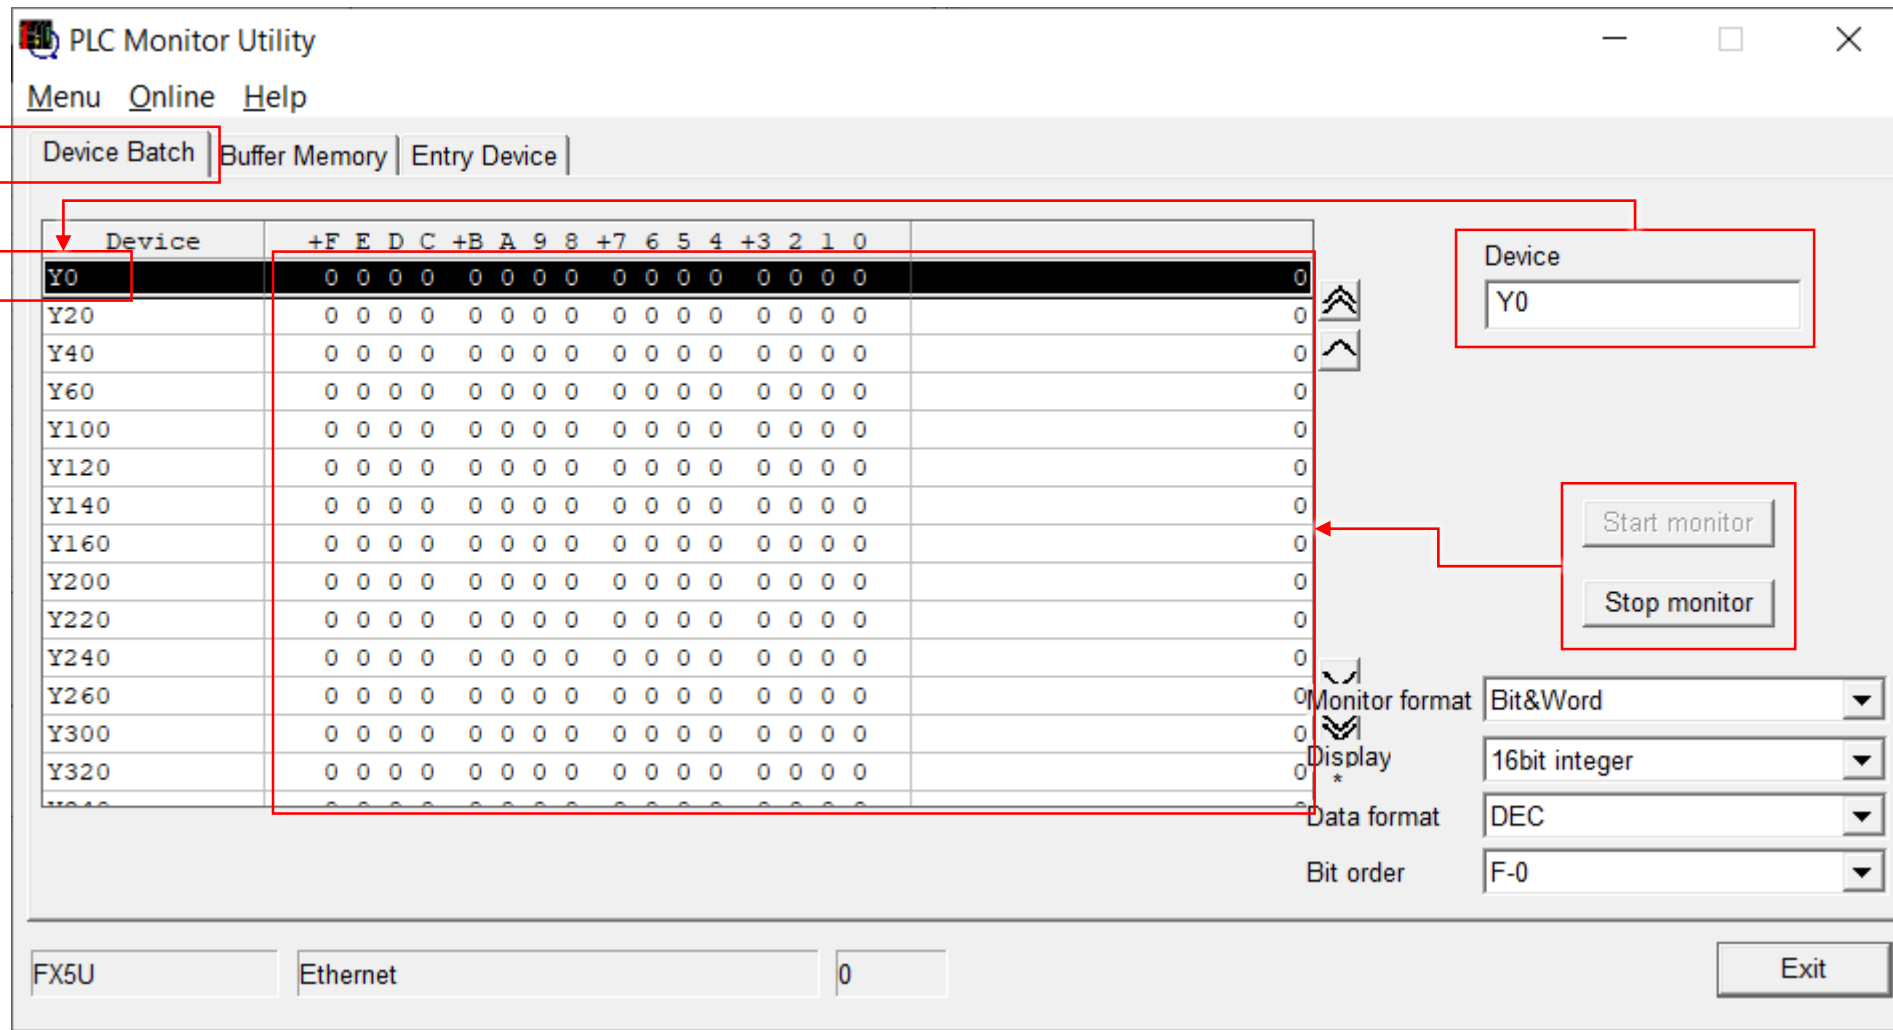 PLC Monitor Utility
Menu Online Help
Device Batch Buffer Memory Entry Device
Device +F E D C +B A 9 8 +7 6 5 4 +3 2 1 0
Y0 0 0 0 0 0 0 0 0 0 0 0 0 0 0 0 0 0
Y20 0 0 0 0 0 0 0 0 0 0 0 0 0 0 0 0 0
Y40 0 0 0 0 0 0 0 0 0 0 0 0 0 0 0 0 0
Y60 0 0 0 0 0 0 0 0 0 0 0 0 0 0 0 0 0
Y100 0 0 0 0 0 0 0 0 0 0 0 0 0 0 0 0 0
Y120 0 0 0 0 0 0 0 0 0 0 0 0 0 0 0 0 0
Y140 0 0 0 0 0 0 0 0 0 0 0 0 0 0 0 0 0
Y160 0 0 0 0 0 0 0 0 0 0 0 0 0 0 0 0 0
Y200 0 0 0 0 0 0 0 0 0 0 0 0 0 0 0 0 0
Y220 0 0 0 0 0 0 0 0 0 0 0 0 0 0 0 0 0
Y240 0 0 0 0 0 0 0 0 0 0 0 0 0 0 0 0 0
Y260 0 0 0 0 0 0 0 0 0 0 0 0 0 0 0 0 0
Y300 0 0 0 0 0 0 0 0 0 0 0 0 0 0 0 0 0
Y320 0 0 0 0 0 0 0 0 0 0 0 0 0 0 0 0 0
Device
Y0
Start monitor
Stop monitor
Monitor format Bit&Word
Display 16bit integer
*
Data format DEC
Bit order F-0
FX5U Ethernet 0
Exit